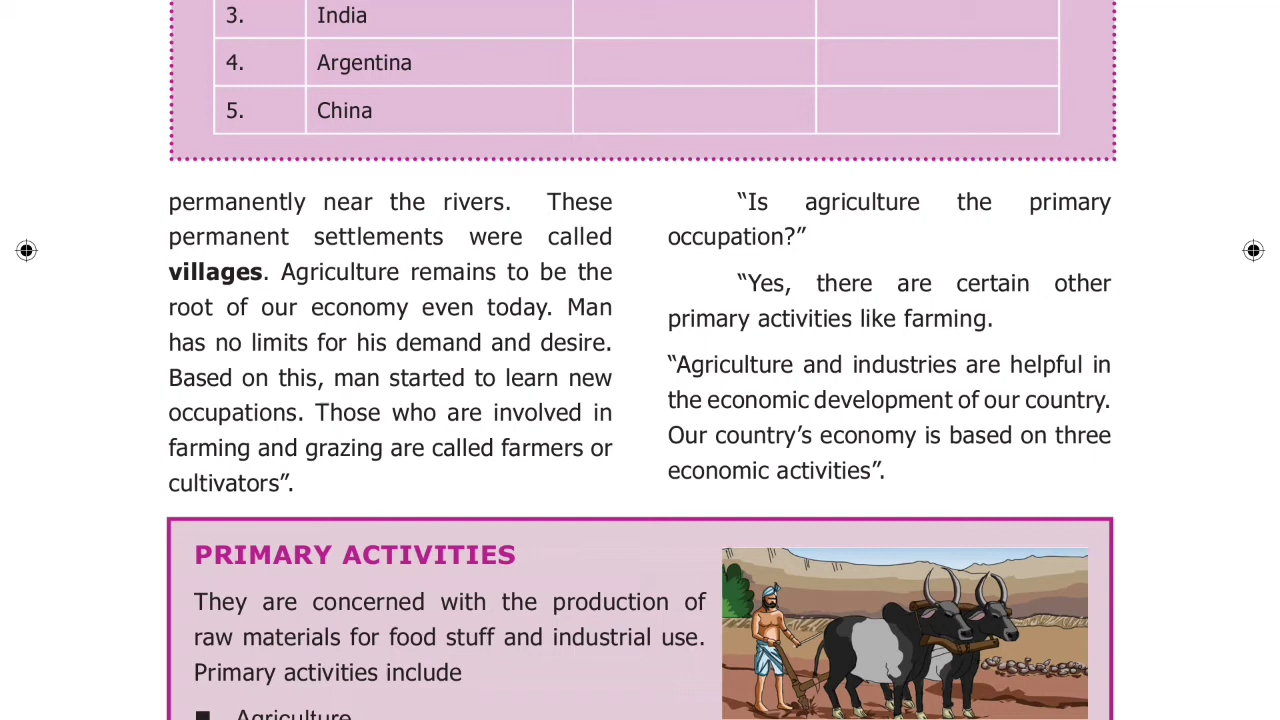 3. India
4. Argentina
5. China
permanently near the rivers. These
permanent settlements were called
villages. Agriculture remains to be the
root of our economy even today. Man
has no limits for his demand and desire.
Based on this, man started to learn new
occupations. Those who are involved in
farming and grazing are called farmers or
cultivators”.
“Is agriculture the primary
occupation?”
“Yes, there are certain other
primary activities like farming.
“Agriculture and industries are helpful in
the economic development of our country.
Our country’s economy is based on three
economic activities”.
PRIMARY ACTIVITIES
They are concerned with the production of
raw materials for food stuff and industrial use.
Primary activities include
■ Agriculture